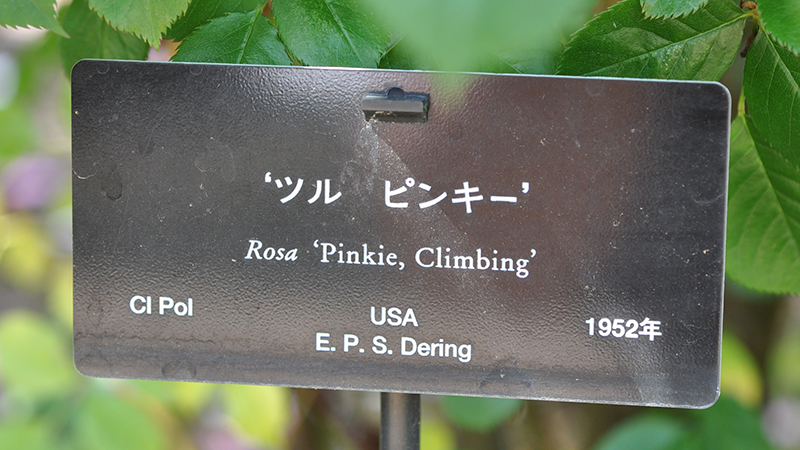 ‘ツル　ピンキー’
Rosa ‘Pinkie, Climbing’
Cl Pol
USA
E. P. S. Dering
1952年